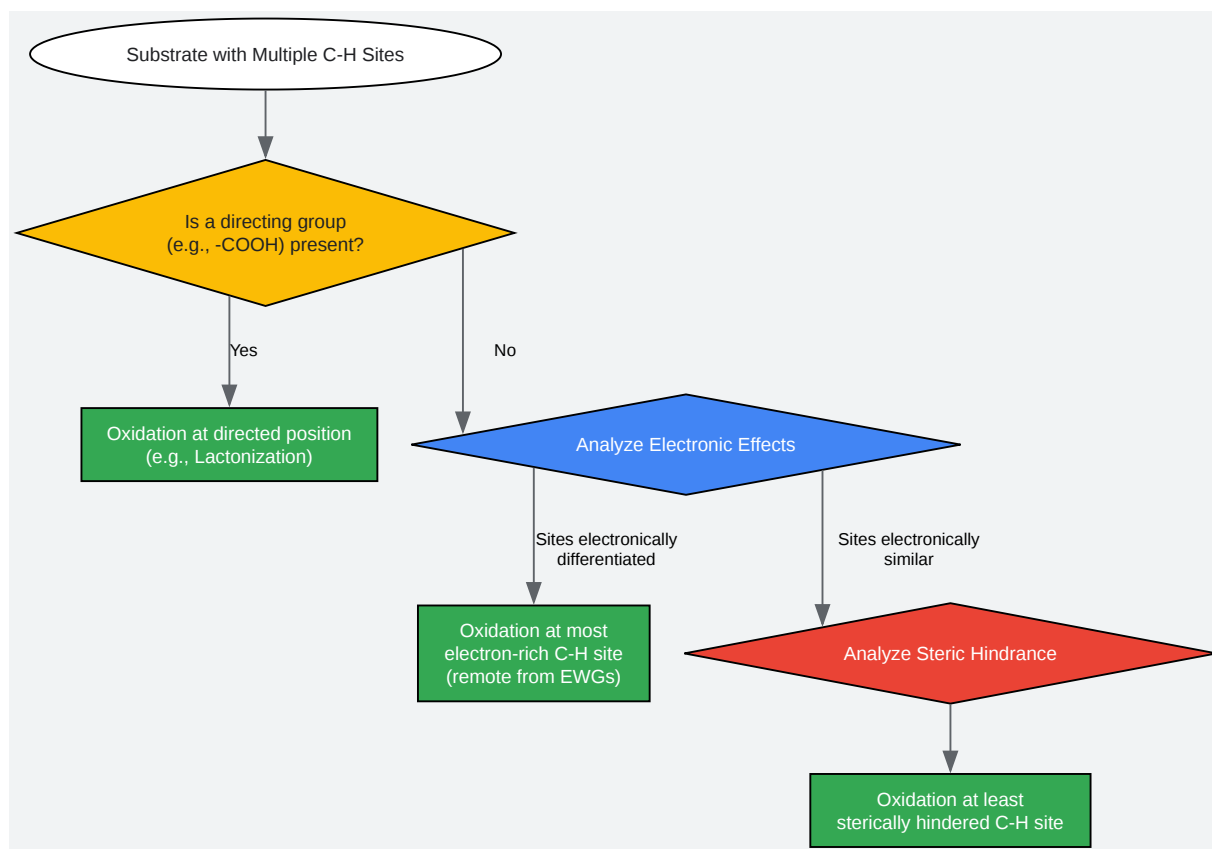 Substrate with Multiple C-H Sites
Is a directing group
(e.g., -COOH) present?
Yes
No
Oxidation at directed position
(e.g., Lactonization)
Analyze Electronic Effects
Sites electronically
differentiated
Sites electronically
similar
Oxidation at most
electron-rich C-H site
(remote from EWGs)
Analyze Steric Hindrance
Oxidation at least
sterically hindered C-H site